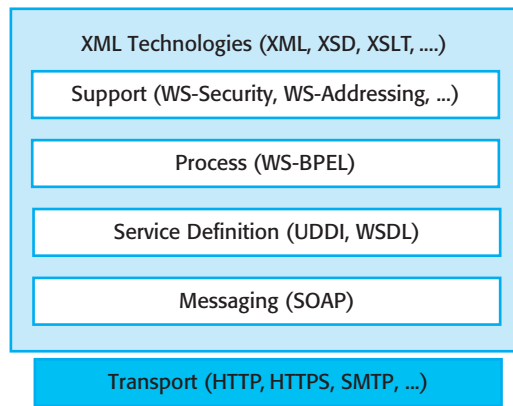 XML Technologies (XML, XSD, XSLT, ....)
Support (WS-Security, WS-Addressing, ...)
Process (WS-BPEL)
Service Definition (UDDI, WSDL)
Messaging (SOAP)
Transport (HTTP, HTTPS, SMTP, ...)